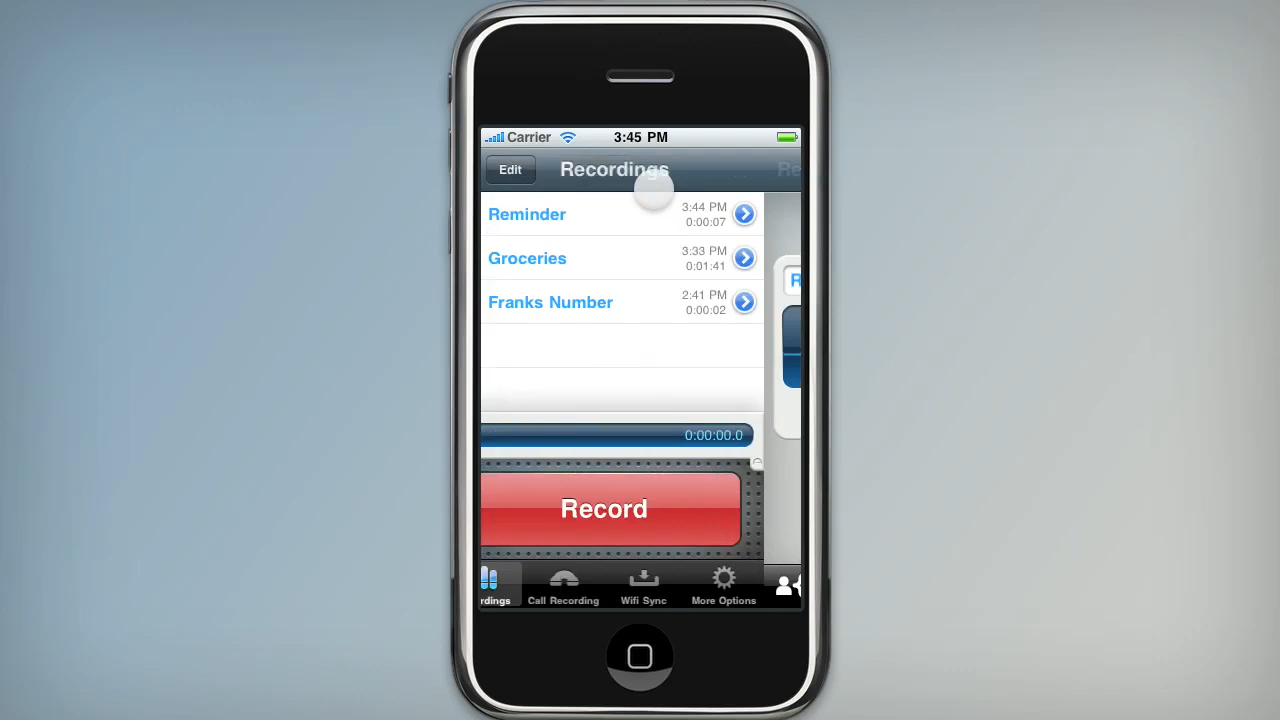 Carrier 3:45 PM
Edit Recordings Re
Reminder 3:44 PM
0:00:07
Groceries 3:33 PM
0:01:41
Franks Number 2:41 PM
0:00:02
R
0:00:00.0
Record
rdings Call Recording Wifi Sync More Options